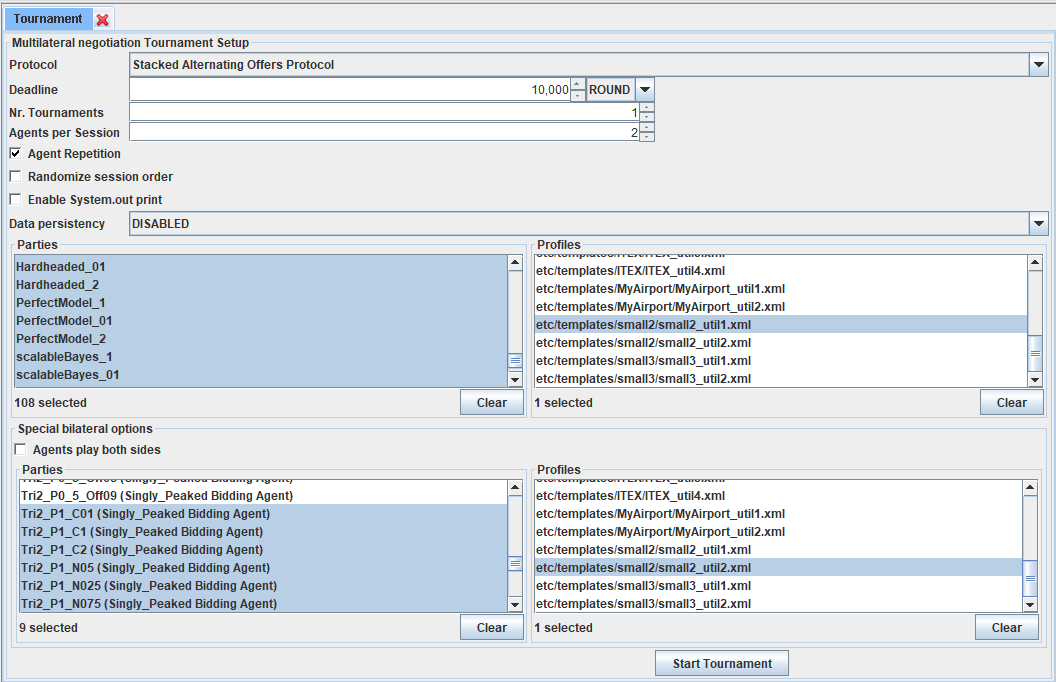 Tournament
Multilateral negotiation Tournament Setup
Protocol Stacked Alternating Offers Protocol
Deadline 10,000 ROUND
Nr. Tournaments 1
Agents per Session 2
Agent Repetition
Randomize session order
Enable System.out print
Data persistency DISABLED
Parties
Hardheaded_01
Hardheaded_2
PerfectModel_1
PerfectModel_01
PerfectModel_2
scalableBayes_1
scalableBayes_01
108 selected
Clear
Profiles
etc/templates/ITEX/ITEX_util4.xml
etc/templates/MyAirport/MyAirport_util1.xml
etc/templates/MyAirport/MyAirport_util2.xml
etc/templates/small2/small2_util1.xml
etc/templates/small2/small2_util2.xml
etc/templates/small3/small3_util1.xml
etc/templates/small3/small3_util2.xml
1 selected
Clear
Special bilateral options
Agents play both sides
Parties
Tri2_P0_5_Off09 (Singly_Peaked Bidding Agent)
Tri2_P1_C01 (Singly_Peaked Bidding Agent)
Tri2_P1_C1 (Singly_Peaked Bidding Agent)
Tri2_P1_C2 (Singly_Peaked Bidding Agent)
Tri2_P1_N05 (Singly_Peaked Bidding Agent)
Tri2_P1_N025 (Singly_Peaked Bidding Agent)
Tri2_P1_N075 (Singly_Peaked Bidding Agent)
9 selected
Clear
Profiles
etc/templates/ITEX/ITEX_util4.xml
etc/templates/MyAirport/MyAirport_util1.xml
etc/templates/MyAirport/MyAirport_util2.xml
etc/templates/small2/small2_util1.xml
etc/templates/small2/small2_util2.xml
etc/templates/small3/small3_util1.xml
etc/templates/small3/small3_util2.xml
1 selected
Clear
Start Tournament